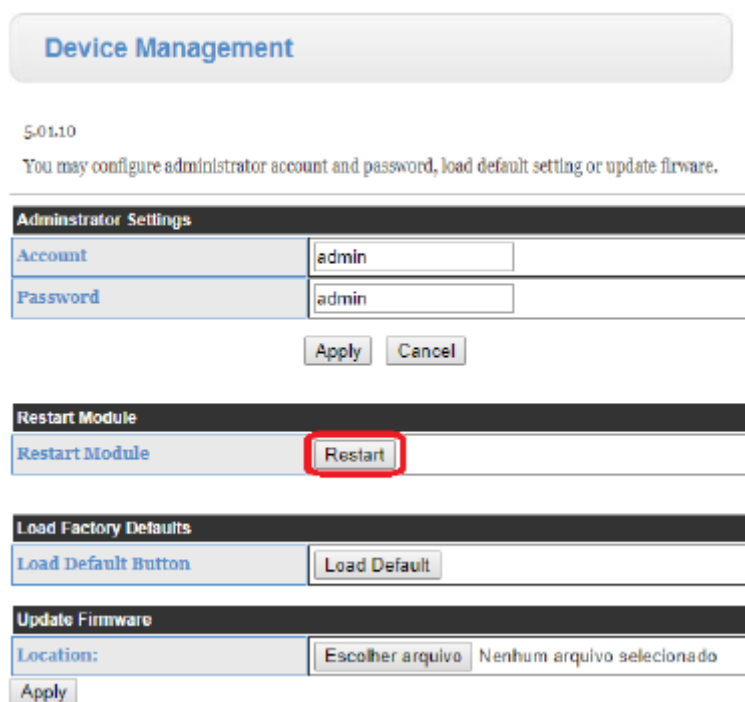 Device Management
5.01.10
You may configure administrator account and password, load default setting or update firware.
Adminstrator Settings
Account admin
Password admin
Apply Cancel
Restart Module
Restart Module Restart
Load Factory Defaults
Load Default Button Load Default
Update Firmware
Location: Escolher arquivo Nenhum arquivo selecionado
Apply